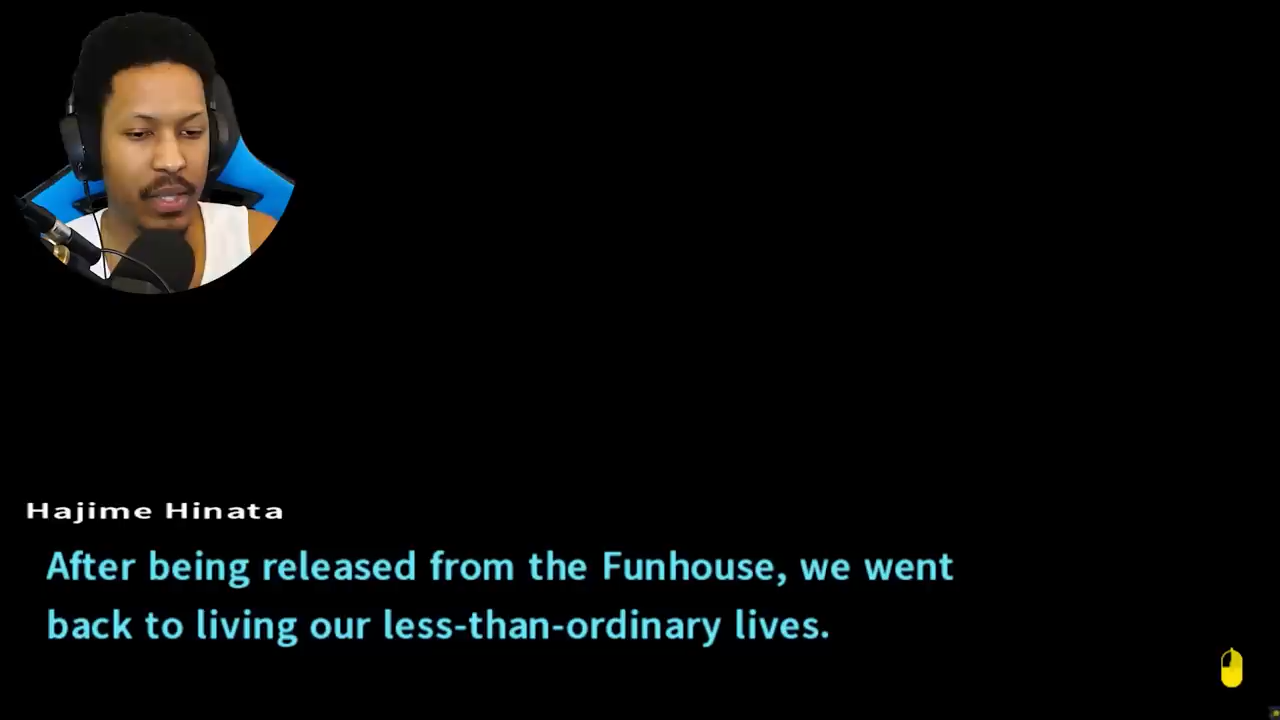 Hajime Hinata
After being released from the Funhouse, we went
back to living our less-than-ordinary lives.